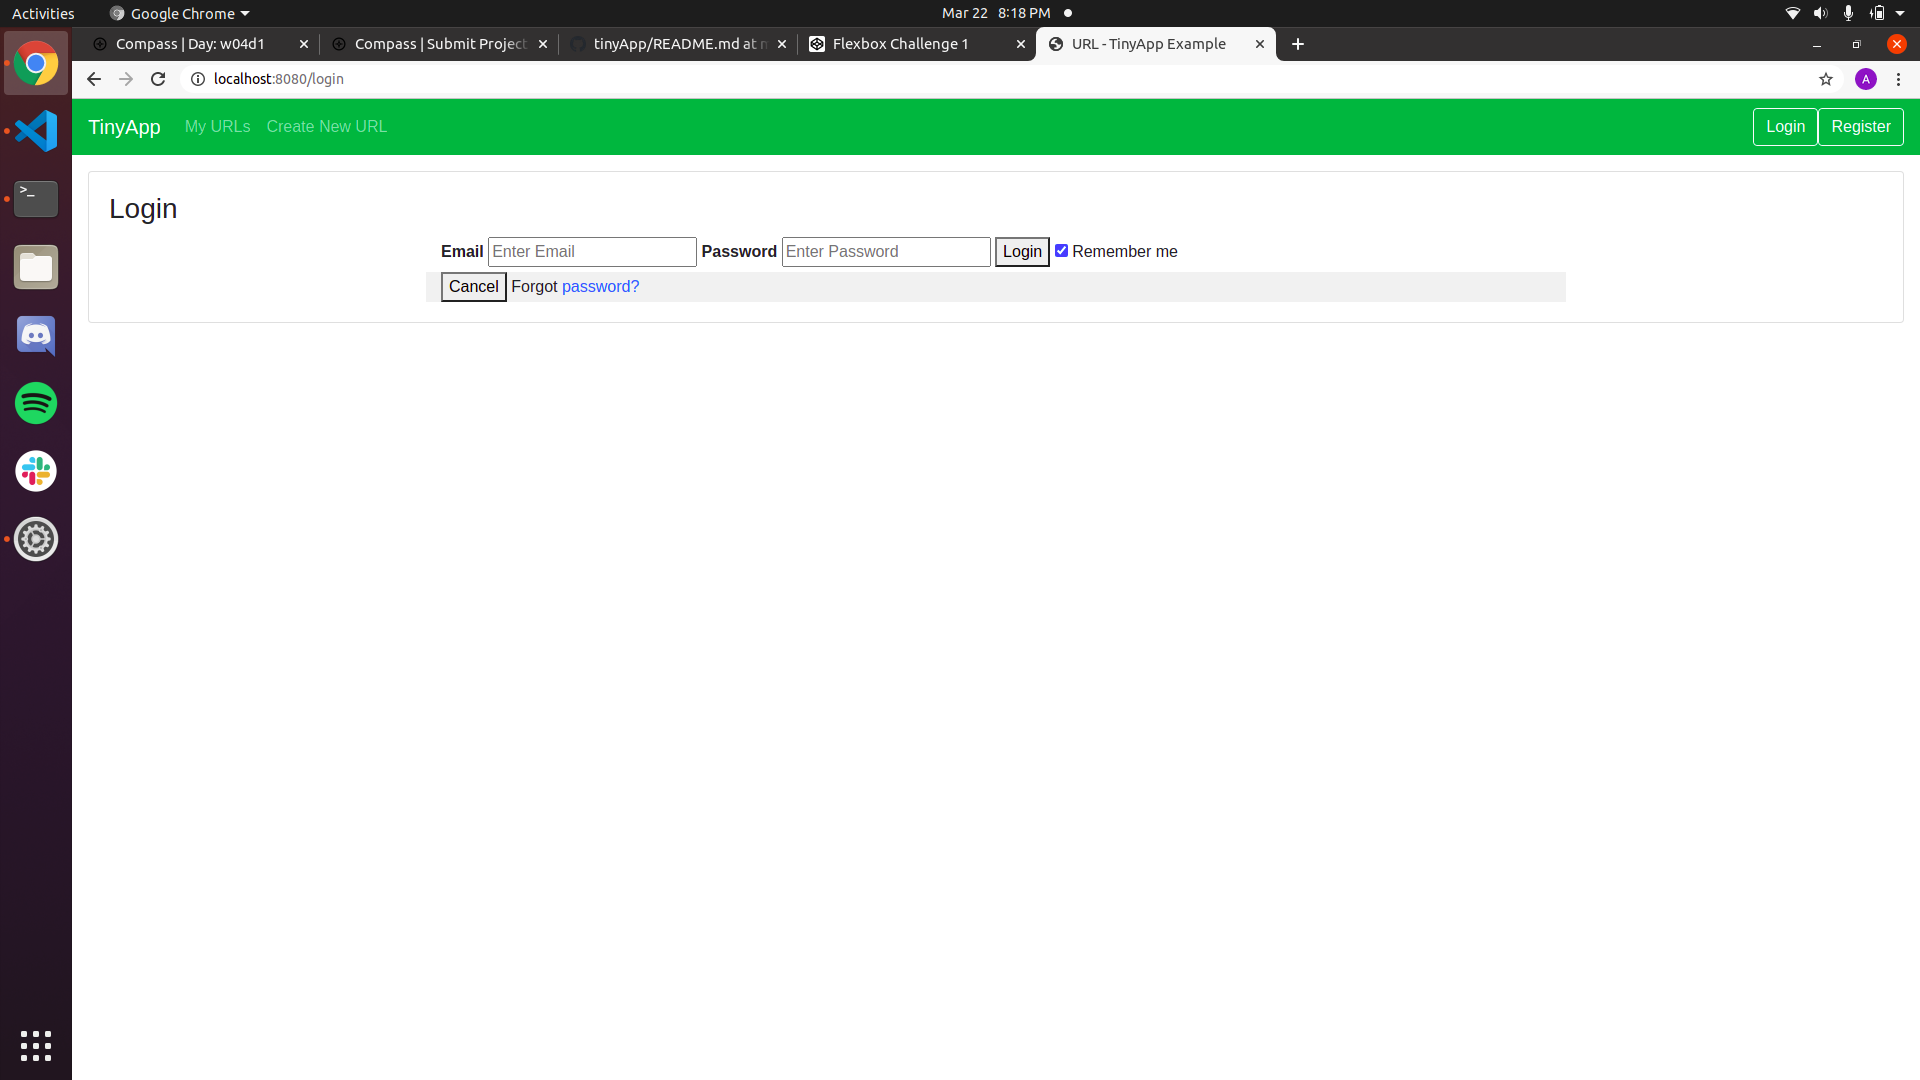 Activities Google Chrome Mar 22 8:18 PM
Compass | Day: w04d1 Compass | Submit Project tinyApp/README.md at Flexbox Challenge 1 URL - TinyApp Example
localhost:8080/login A
TinyApp My URLs Create New URL Login Register
Login
Email Enter Email Password Enter Password Login Remember me
Cancel Forgot password?